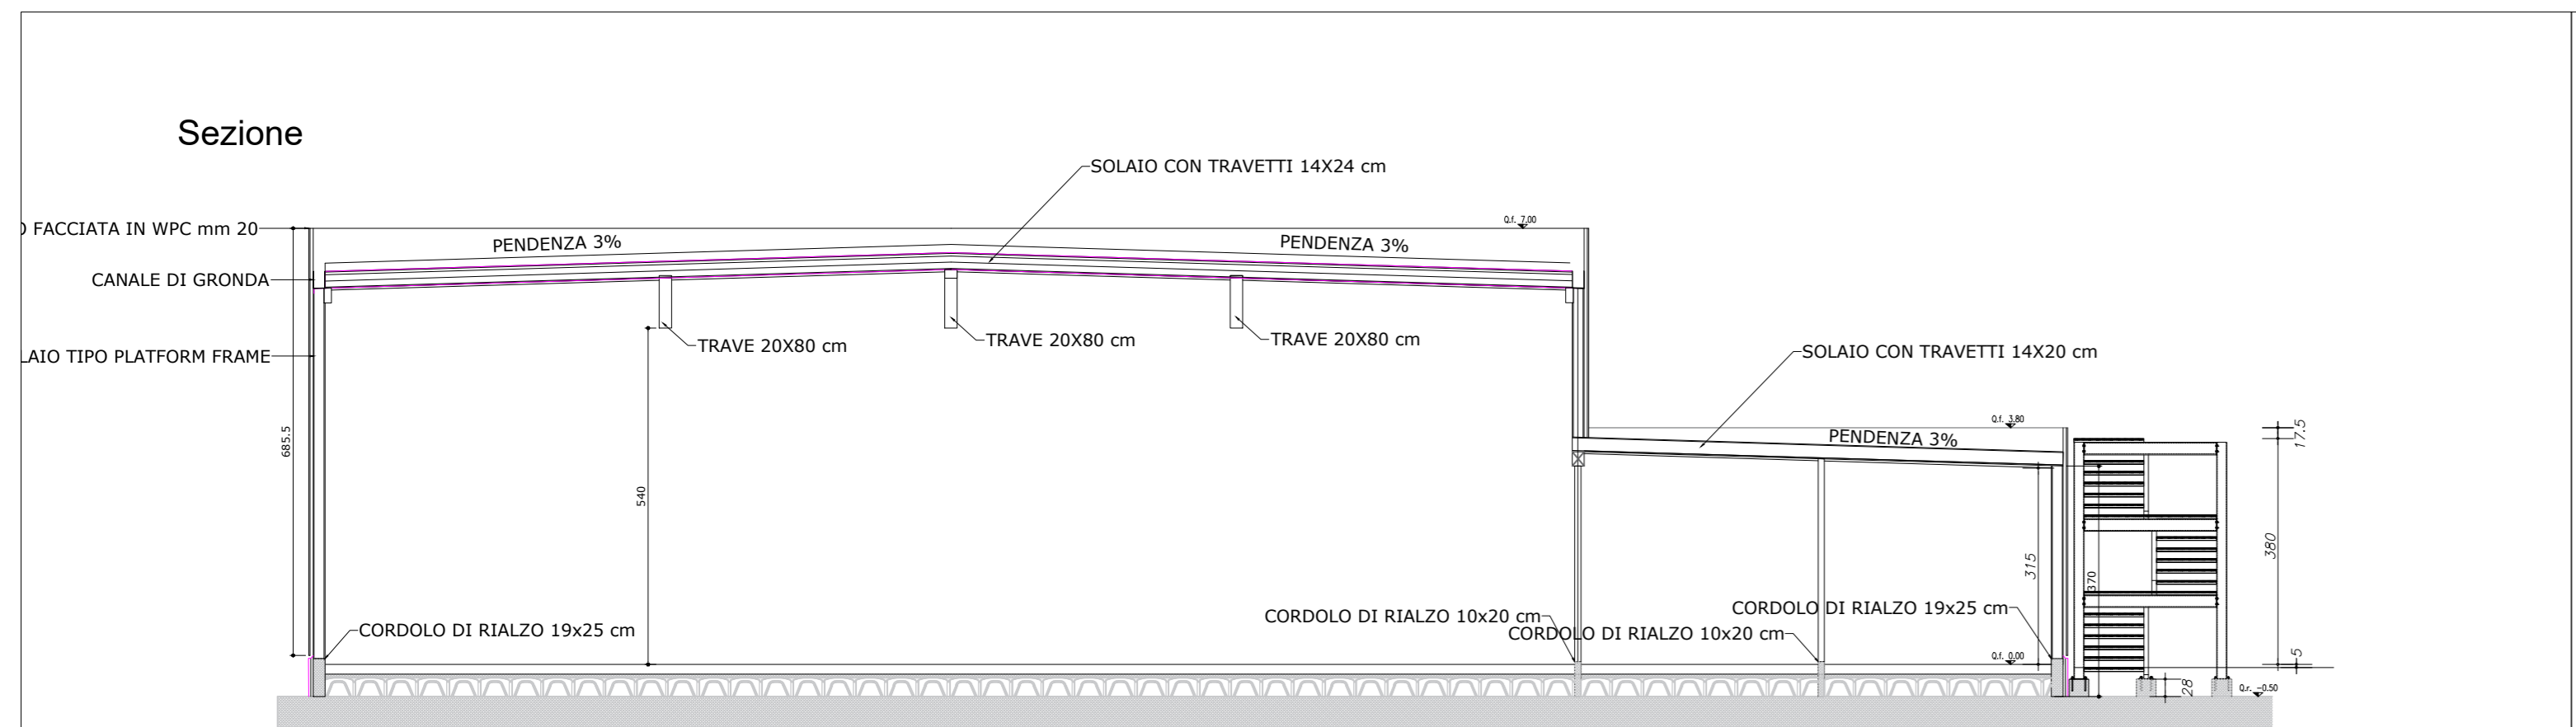 Sezione
SOLAIO CON TRAVETTI 14X24 cm
FACCIATA IN WPC mm 20
Q.f. 7.00
PENDENZA 3%
PENDENZA 3%
CANALE DI GRONDA
TRAVE 20X80 cm
TRAVE 20X80 cm
TRAVE 20X80 cm
LAIO TIPO PLATFORM FRAME
SOLAIO CON TRAVETTI 14X20 cm
Q.f. 3.80
PENDENZA 3%
17.5
685.5
540
380
315
370
CORDOLO DI RIALZO 19x25 cm
CORDOLO DI RIALZO 10x20 cm
CORDOLO DI RIALZO 19x25 cm
CORDOLO DI RIALZO 10x20 cm
Q.f. 0.00
5
28
Q.r. -0.50